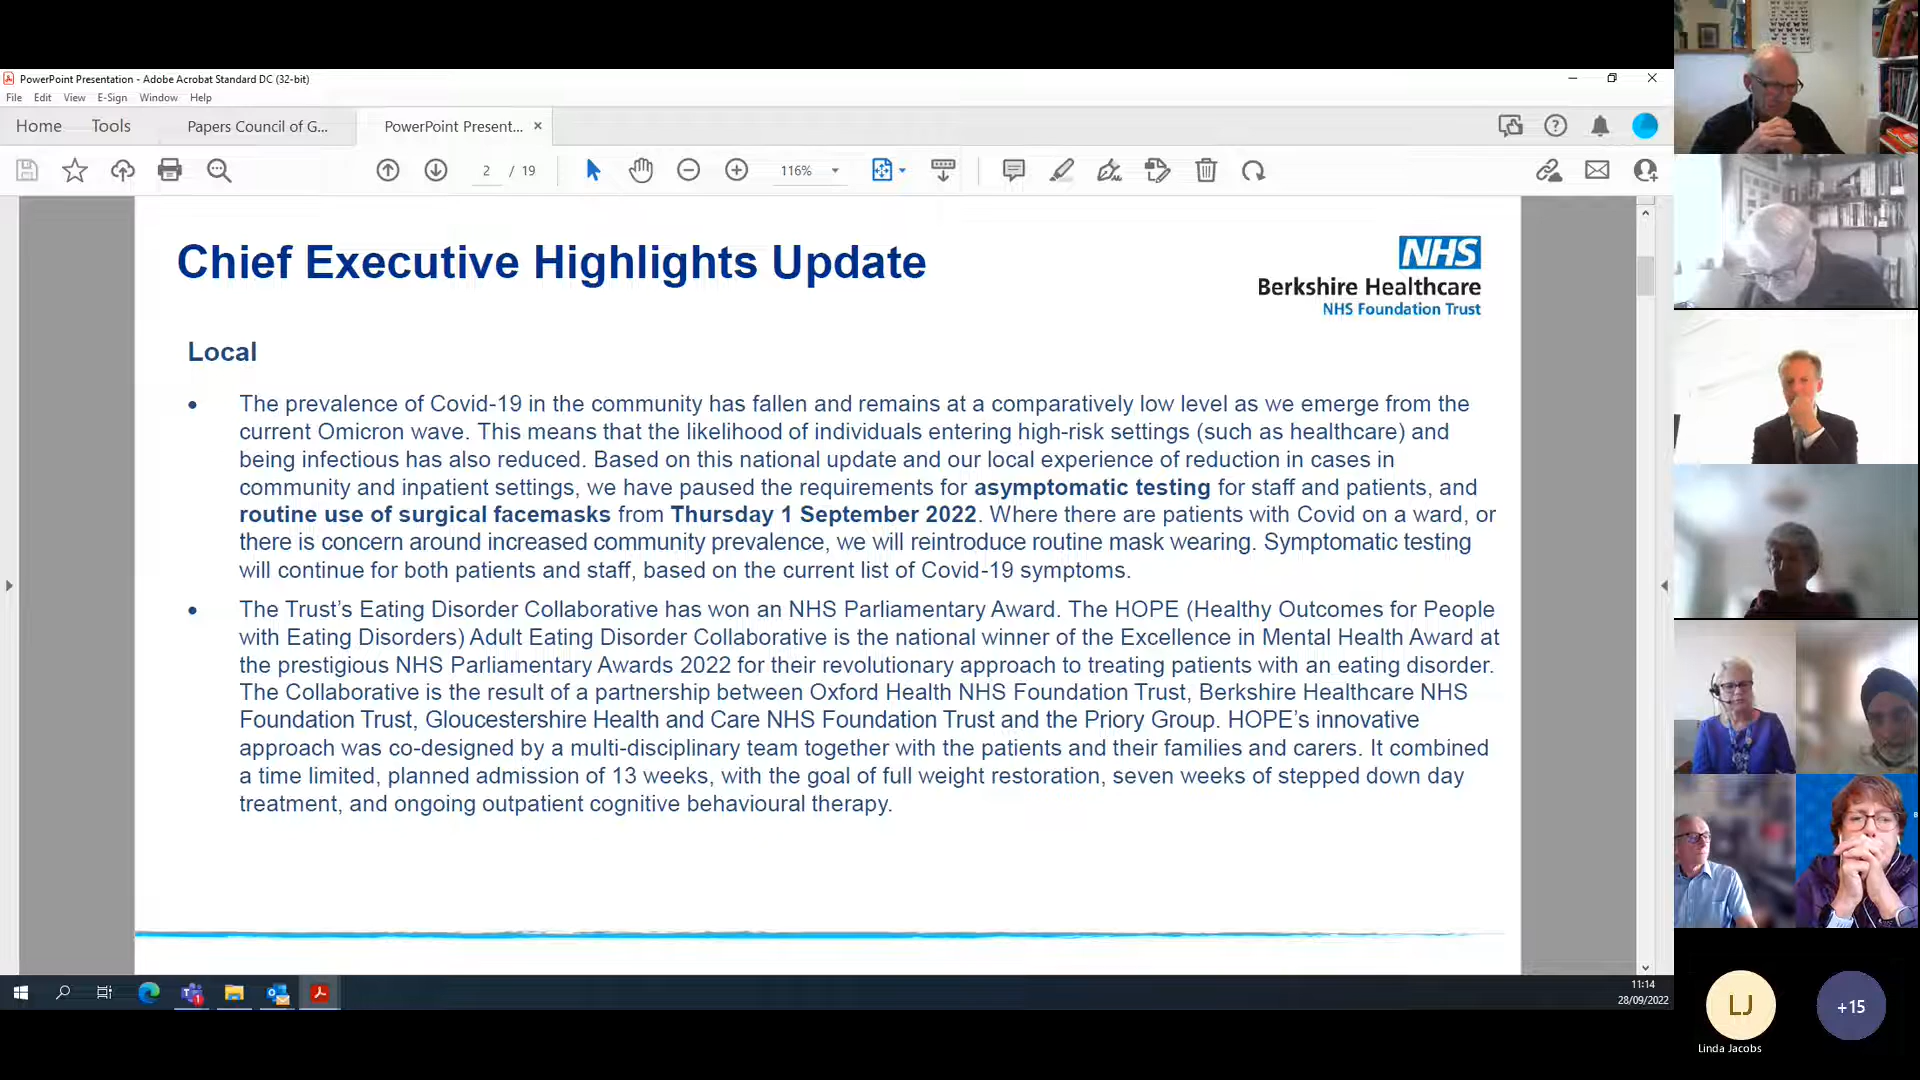 PowerPoint Presentation - Adobe Acrobat Standard DC (32-bit)
File Edit View E-Sign Window Help
Home Tools Papers Council of G... PowerPoint Present... ×
2 / 19 116%
Chief Executive Highlights Update
NHS
Berkshire Healthcare
NHS Foundation Trust
Local
• The prevalence of Covid-19 in the community has fallen and remains at a comparatively low level as we emerge from the
current Omicron wave. This means that the likelihood of individuals entering high-risk settings (such as healthcare) and
being infectious has also reduced. Based on this national update and our local experience of reduction in cases in
community and inpatient settings, we have paused the requirements for asymptomatic testing for staff and patients, and
routine use of surgical facemasks from Thursday 1 September 2022. Where there are patients with Covid on a ward, or
there is concern around increased community prevalence, we will reintroduce routine mask wearing. Symptomatic testing
will continue for both patients and staff, based on the current list of Covid-19 symptoms.
• The Trust’s Eating Disorder Collaborative has won an NHS Parliamentary Award. The HOPE (Healthy Outcomes for People
with Eating Disorders) Adult Eating Disorder Collaborative is the national winner of the Excellence in Mental Health Award at
the prestigious NHS Parliamentary Awards 2022 for their revolutionary approach to treating patients with an eating disorder.
The Collaborative is the result of a partnership between Oxford Health NHS Foundation Trust, Berkshire Healthcare NHS
Foundation Trust, Gloucestershire Health and Care NHS Foundation Trust and the Priory Group. HOPE’s innovative
approach was co-designed by a multi-disciplinary team together with the patients and their families and carers. It combined
a time limited, planned admission of 13 weeks, with the goal of full weight restoration, seven weeks of stepped down day
treatment, and ongoing outpatient cognitive behavioural therapy.
11:14
28/09/2022
LJ
+15
Linda Jacobs